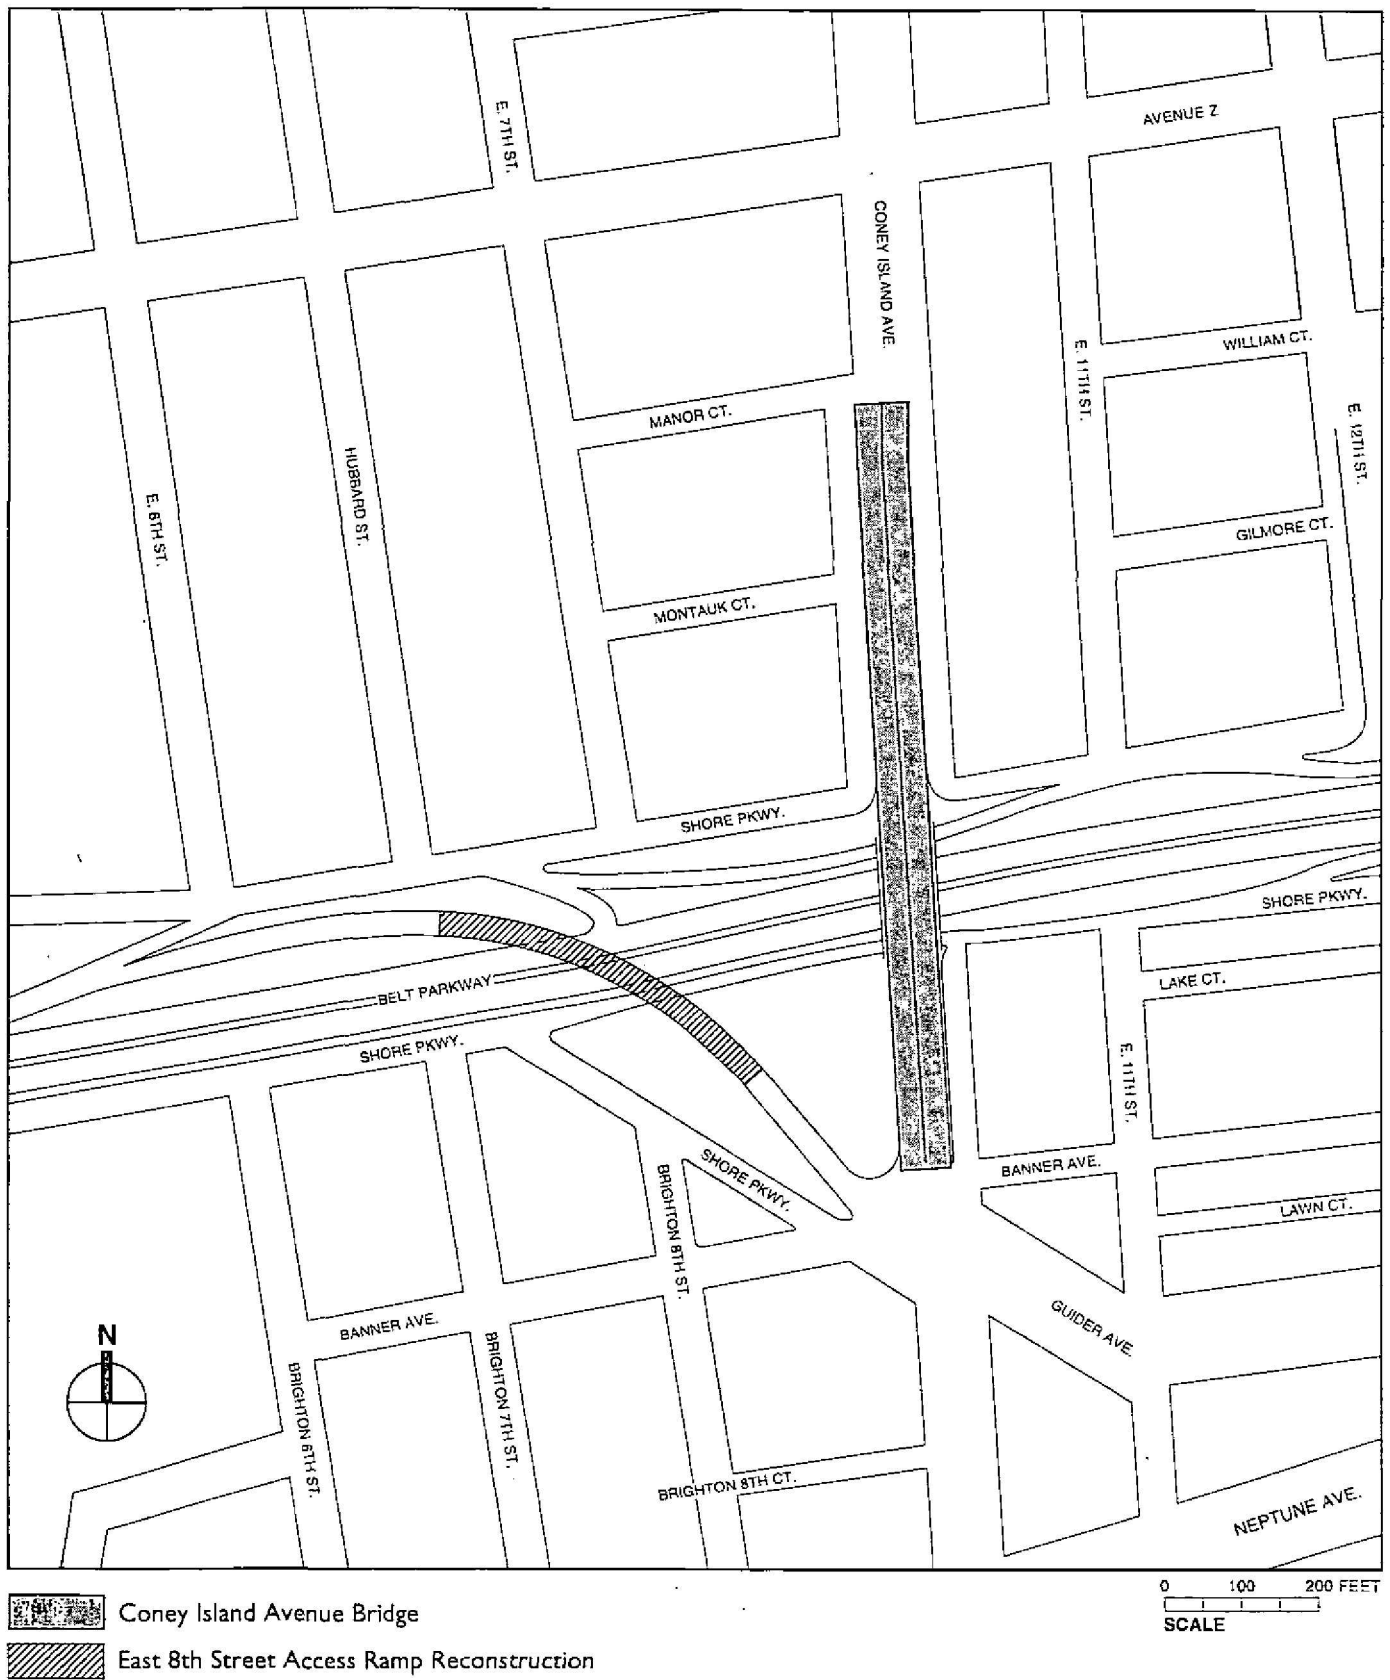 E. 7TH ST.
AVENUE Z
CONEY ISLAND AVE.
WILLIAM CT.
E. 11TH ST.
MANOR CT.
E. 12TH ST.
HUBBARD ST.
E. 6TH ST.
GILMORE CT.
MONTAUK CT.
SHORE PKWY.
SHORE PKWY.
LAKE CT.
BELT PARKWAY
SHORE PKWY.
E. 11TH ST.
BANNER AVE.
SHORE PKWY.
BRIGHTON 8TH ST.
LAWN CT.
GUIDER AVE.
BANNER AVE.
N
BRIGHTON 7TH ST.
BRIGHTON 6TH ST.
BRIGHTON 8TH CT.
NEPTUNE AVE.
0 100 200 FEET
SCALE
Coney Island Avenue Bridge
East 8th Street Access Ramp Reconstruction